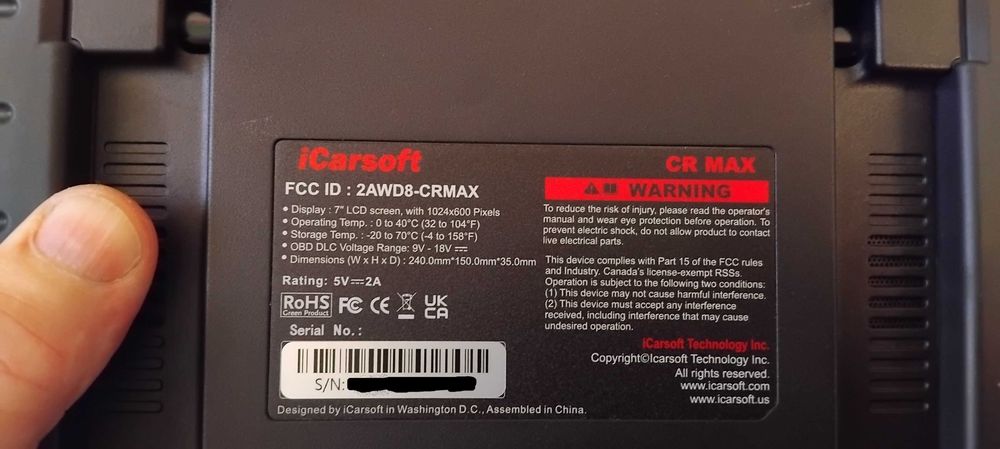 iCarsoft
FCC ID : 2AWD8-CRMAX
• Display : 7" LCD screen, with 1024x600 Pixels
• Operating Temp. : 0 to 40°C (32 to 104°F)
• Storage Temp. : -20 to 70°C (-4 to 158°F)
• OBD DLC Voltage Range: 9V - 18V ⎓
• Dimensions (W x H x D) : 240.0mm*150.0mm*35.0mm
Rating: 5V⎓2A
RoHS
Green Product
FC CE UK
CA
Serial No.:
S/N:
Designed by iCarsoft in Washington D.C., Assembled in China.
CR MAX
WARNING
To reduce the risk of injury, please read the operator's
manual and wear eye protection before operation. To
prevent electric shock, do not allow product to contact
live electrical parts.
This device complies with Part 15 of the FCC rules
and Industry. Canada's license-exempt RSSs.
Operation is subject to the following two conditions:
(1) This device may not cause harmful interference.
(2) This device must accept any interference
received, including interference that may cause
undesired operation.
iCarsoft Technology Inc.
Copyright©Icarsoft Technology Inc.
All rights reserved.
www.icarsoft.com
www.icarsoft.us